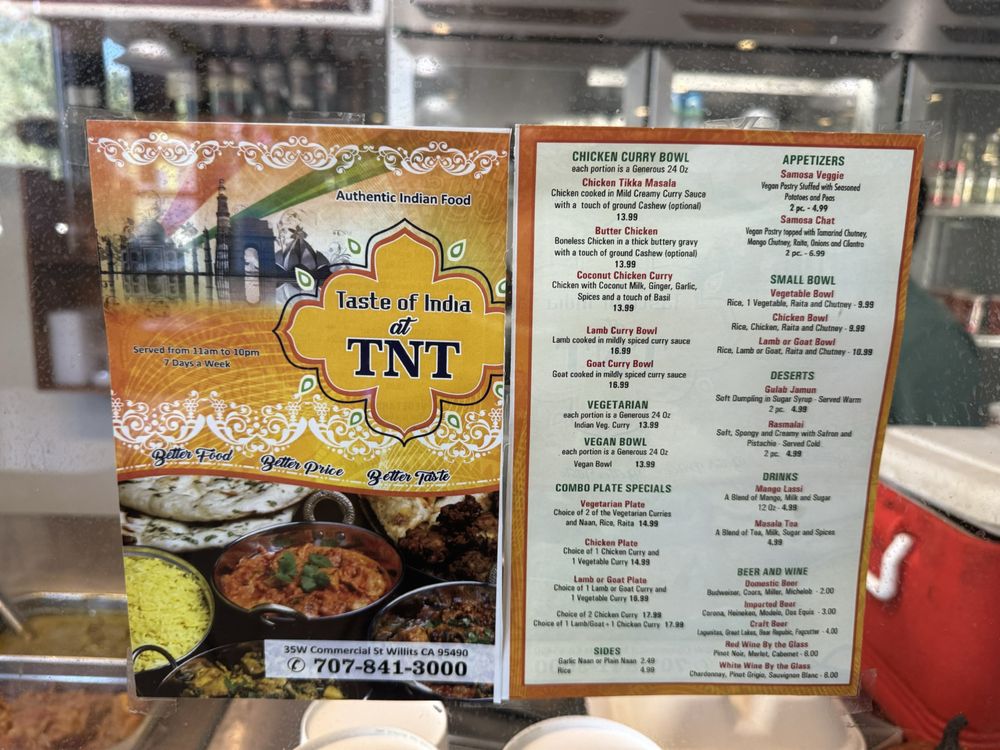 Authentic Indian Food
Taste of India
at
TNT
Served from 11am to 10pm
7 Days a Week
Better Food
Better Price
Better Taste
35W Commercial St Willits CA 95490
707-841-3000
CHICKEN CURRY BOWL
each portion is a Generous 24 Oz
Chicken Tikka Masala
Chicken cooked in Mild Creamy Curry Sauce
with a touch of ground Cashew (optional)
13.99
Butter Chicken
Boneless Chicken in a thick buttery gravy
with a touch of ground Cashew (optional)
13.99
Coconut Chicken Curry
Chicken with Coconut Milk, Ginger, Garlic,
Spices and a touch of Basil
13.99
Lamb Curry Bowl
Lamb cooked in mildly spiced curry sauce
16.99
Goat Curry Bowl
Goat cooked in mildly spiced curry sauce
16.99
VEGETARIAN
each portion is a Generous 24 Oz
Indian Veg. Curry 13.99
VEGAN BOWL
each portion is a Generous 24 Oz
Vegan Bowl 13.99
COMBO PLATE SPECIALS
Vegetarian Plate
Choice of 2 of the Vegetarian Curries
and Naan, Rice, Raita 14.99
Chicken Plate
Choice of 1 Chicken Curry and
1 Vegetable Curry 14.99
Lamb or Goat Plate
Choice of 1 Lamb or Goat Curry and
1 Vegetable Curry 16.99
Choice of 2 Chicken Curry 17.99
Choice of 1 Lamb/Goat + 1 Chicken Curry 17.99
SIDES
Garlic Naan or Plain Naan 2.49
Rice 4.99
APPETIZERS
Samosa Veggie
Vegan Pastry Stuffed with Seasoned
Potatoes and Peas
2 pc. - 4.99
Samosa Chat
Vegan Pastry topped with Tamarind Chutney,
Mango Chutney, Raita, Onions and Cilantro
2 pc. - 6.99
SMALL BOWL
Vegetable Bowl
Rice, 1 Vegetable, Raita and Chutney - 9.99
Chicken Bowl
Rice, Chicken, Raita and Chutney - 9.99
Lamb or Goat Bowl
Rice, Lamb or Goat, Raita and Chutney - 10.99
DESERTS
Gulab Jamun
Soft Dumpling in Sugar Syrup - Served Warm
2 pc. 4.99
Rasmalai
Soft, Spongy and Creamy with Safron and
Pistachio - Served Cold
2 pc. 4.99
DRINKS
Mango Lassi
A Blend of Mango, Milk and Sugar
12 Oz - 4.99
Masala Tea
A Blend of Tea, Milk, Sugar and Spices
4.99
BEER AND WINE
Domestic Beer
Budweiser, Coors, Miller, Michelob - 2.00
Imported Beer
Corona, Heineken, Modelo, Dos Equis - 3.00
Craft Beer
Lagunitas, Great Lakes, Bear Republic, Fogcutter - 4.00
Red Wine By the Glass
Pinot Noir, Merlot, Cabernet - 6.00
White Wine By the Glass
Chardonnay, Pinot Grigio, Sauvignon Blanc - 6.00